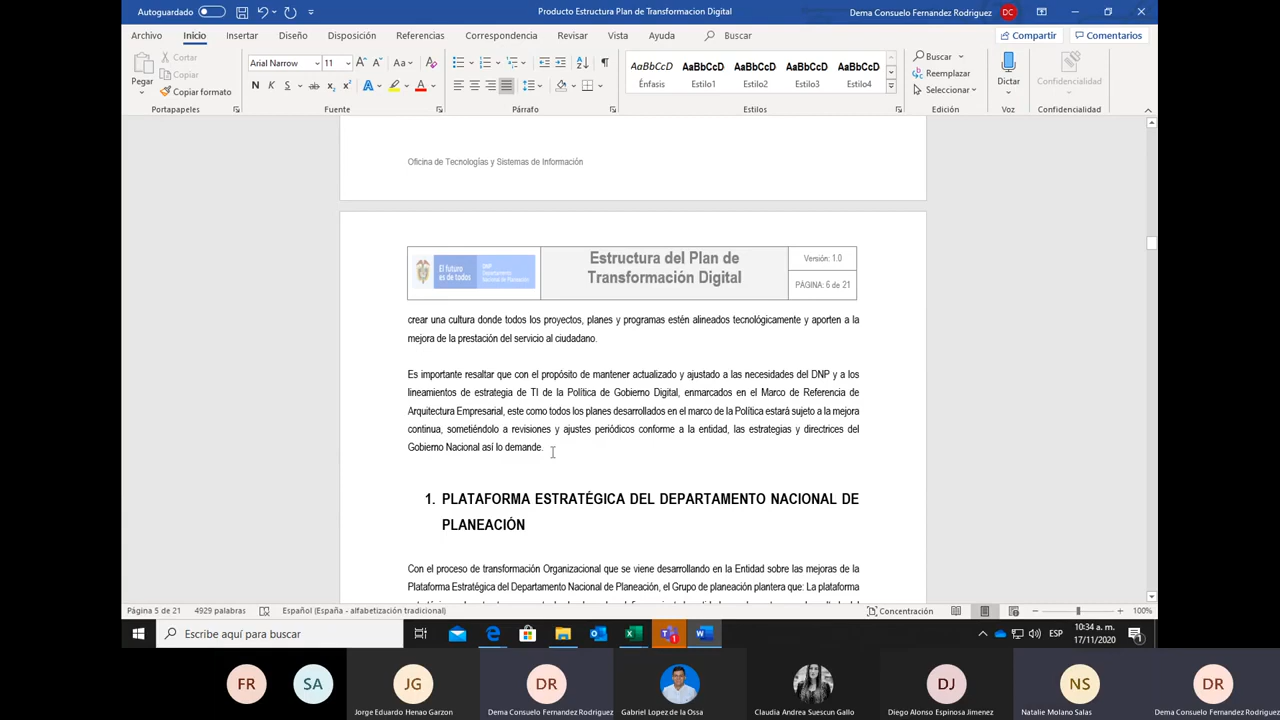 Autoguardado
Producto Estructura Plan de Transformacion Digital
Dema Consuelo Fernandez Rodriguez
DC
Archivo
Inicio
Insertar
Diseño
Disposición
Referencias
Correspondencia
Revisar
Vista
Ayuda
Buscar
Compartir
Comentarios
Pegar
Cortar
Copiar
Copiar formato
Portapapeles
Arial Narrow
11
Fuente
Párrafo
AaBbCcD
Énfasis
AaBbCcD
Estilo1
AaBbCcD
Estilo2
AaBbCcD
Estilo3
AaBbCcD
Estilo4
Estilos
Buscar
Reemplazar
Seleccionar
Edición
Dictar
Voz
Confidencialidad
Confidencialidad
Oficina de Tecnologías y Sistemas de Información
El futuro
es de todos
DNP
Departamento
Nacional de Planeación
Estructura del Plan de
Transformación Digital
Versión: 1.0
PÁGINA: 6 de 21
crear una cultura donde todos los proyectos, planes y programas estén alineados tecnológicamente y aporten a la
mejora de la prestación del servicio al ciudadano.
Es importante resaltar que con el propósito de mantener actualizado y ajustado a las necesidades del DNP y a los
lineamientos de estrategia de TI de la Política de Gobierno Digital, enmarcados en el Marco de Referencia de
Arquitectura Empresarial, este como todos los planes desarrollados en el marco de la Política estará sujeto a la mejora
continua, sometiéndolo a revisiones y ajustes periódicos conforme a la entidad, las estrategias y directrices del
Gobierno Nacional así lo demande.
1. PLATAFORMA ESTRATÉGICA DEL DEPARTAMENTO NACIONAL DE
PLANEACIÓN
Con el proceso de transformación Organizacional que se viene desarrollando en la Entidad sobre las mejoras de la
Plataforma Estratégica del Departamento Nacional de Planeación, el Grupo de planeación plantera que: La plataforma
Página 5 de 21
4929 palabras
Español (España - alfabetización tradicional)
Concentración
100%
Escribe aquí para buscar
ESP
10:34 a. m.
17/11/2020
FR
SA
JG
Jorge Eduardo Henao Garzon
DR
Dema Consuelo Fernandez Rodriguez
Gabriel Lopez de la Ossa
Claudia Andrea Suescun Gallo
DJ
Diego Alonso Espinosa Jimenez
NS
Natalie Molano Salas
DR
Dema Consuelo Fernandez Rodriguez